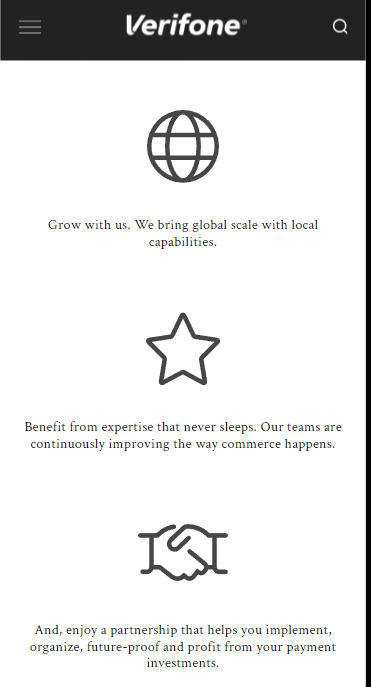 Verifone®
Grow with us. We bring global scale with local
capabilities.
Benefit from expertise that never sleeps. Our teams are
continuously improving the way commerce happens.
And, enjoy a partnership that helps you implement,
organize, future-proof and profit from your payment
investments.